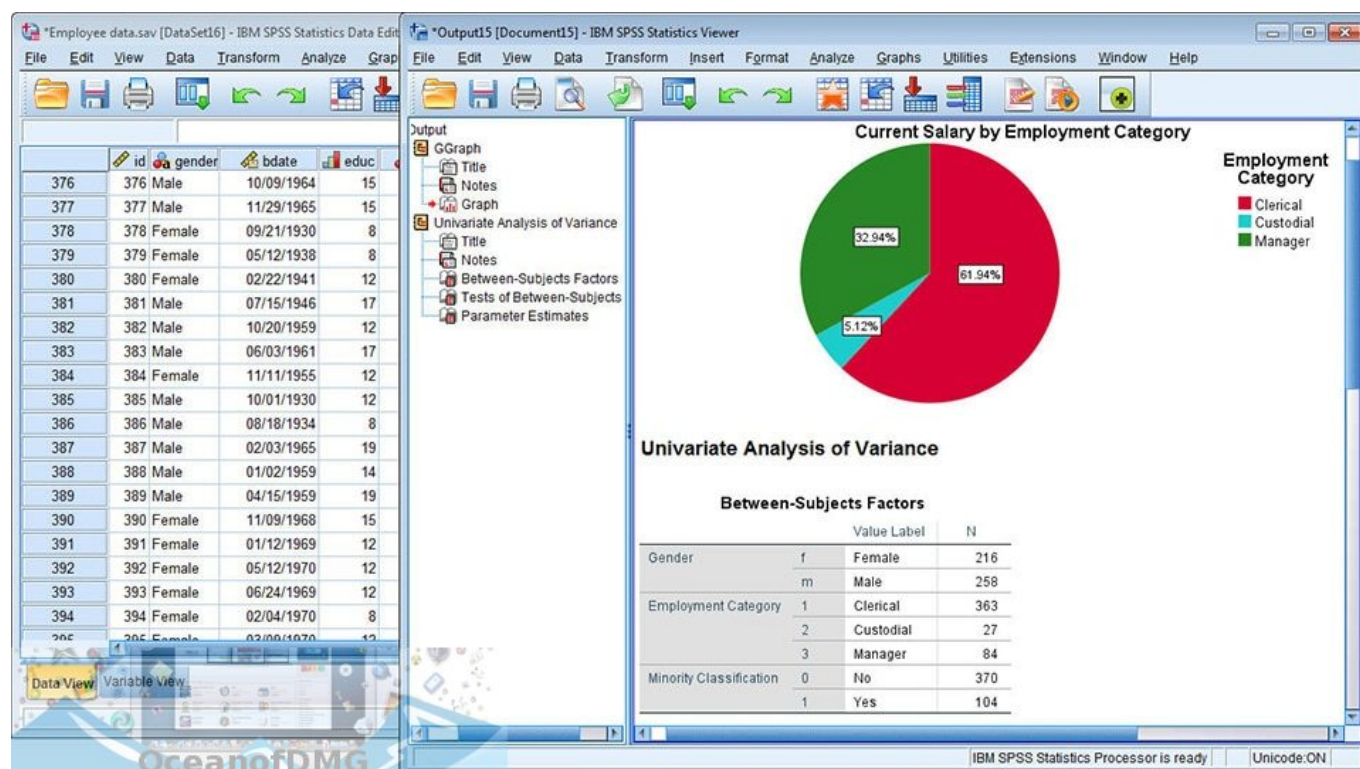 *Employee data.sav [DataSet16] - IBM SPSS Statistics Data Edit
File Edit View Data Transform Analyze Grap
id gender bdate educ
376 376 Male 10/09/1964 15
377 377 Male 11/29/1965 15
378 378 Female 09/21/1930 8
379 379 Female 05/12/1938 8
380 380 Female 02/22/1941 12
381 381 Male 07/15/1946 17
382 382 Male 10/20/1959 12
383 383 Male 06/03/1961 17
384 384 Female 11/11/1955 12
385 385 Male 10/01/1930 12
386 386 Male 08/18/1934 8
387 387 Male 02/03/1965 19
388 388 Male 01/02/1959 14
389 389 Male 04/15/1959 19
390 390 Female 11/09/1968 15
391 391 Female 01/12/1969 12
392 392 Female 05/12/1970 12
393 393 Female 06/24/1969 12
394 394 Female 02/04/1970 8
395 395 Female 03/09/1970 12
Data View Variable View
OceanofDMG
*Output15 [Document15] - IBM SPSS Statistics Viewer
File Edit View Data Transform Insert Format Analyze Graphs Utilities Extensions Window Help
Output
GGraph
Title
Notes
Graph
Univariate Analysis of Variance
Title
Notes
Between-Subjects Factors
Tests of Between-Subjects
Parameter Estimates
Current Salary by Employment Category
Employment
Category
Clerical
Custodial
Manager
32.94%
61.94%
5.12%
Univariate Analysis of Variance
Between-Subjects Factors
Value Label N
Gender f Female 216
m Male 258
Employment Category 1 Clerical 363
2 Custodial 27
3 Manager 84
Minority Classification 0 No 370
1 Yes 104
IBM SPSS Statistics Processor is ready Unicode:ON